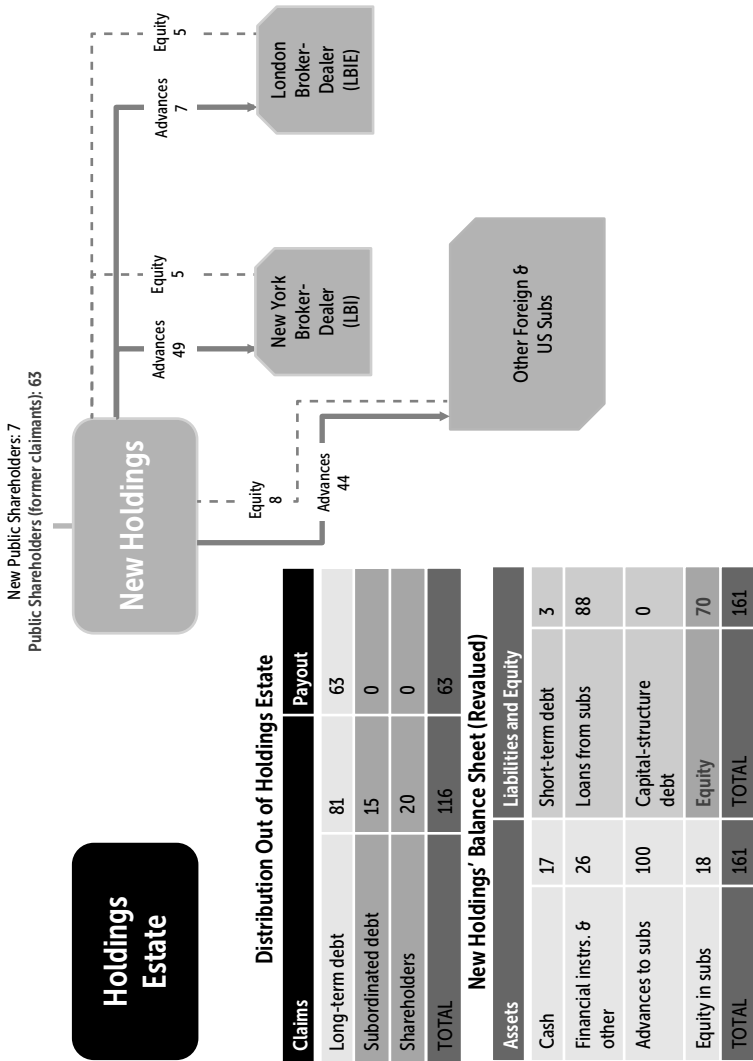 New Public Shareholders: 7
Public Shareholders (former claimants): 63
Holdings
Estate
New Holdings
Equity
8
Advances
44
Advances
49
Equity
5
Advances
7
Equity
5
New York
Broker-
Dealer
(LBI)
London
Broker-
Dealer
(LBIE)
Other Foreign &
US Subs
Distribution Out of Holdings Estate
Claims Payout
Long-term debt 81 63
Subordinated debt 15 0
Shareholders 20 0
TOTAL 116 63
New Holdings' Balance Sheet (Revalued)
Assets Liabilities and Equity
Cash 17 Short-term debt 3
Financial instrs. &
other 26 Loans from subs 88
Advances to subs 100 Capital-structure
debt 0
Equity in subs 18 Equity 70
TOTAL 161 TOTAL 161